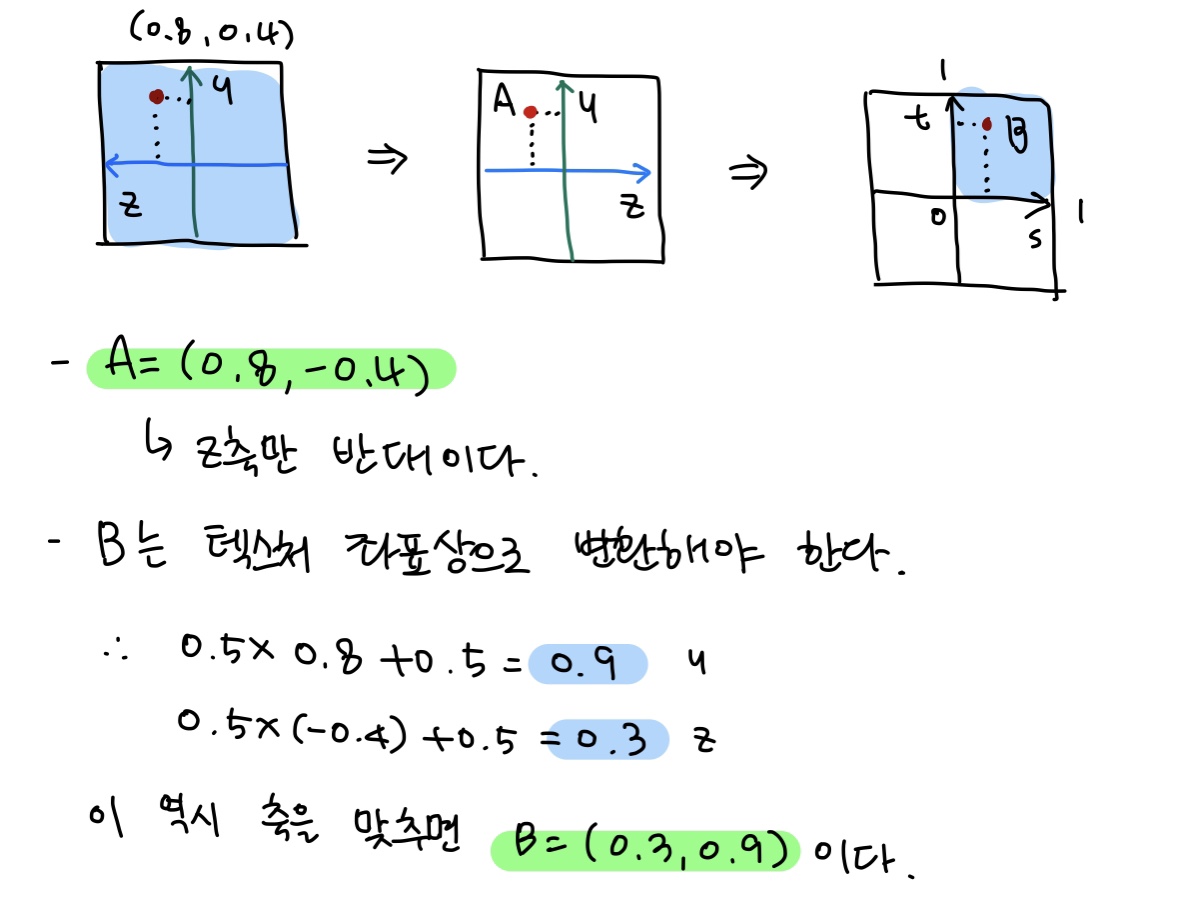 (0.8, 0.4)
y
z
⇒
A
y
z
⇒
1
t
B
0
1
s
- A = (0.8, -0.4)
↳ z축만 반대이다.
- B는 텍스처 좌표상으로 변환해야 한다.
∴ 0.5 × 0.8 + 0.5 = 0.9 y
0.5 × (-0.4) + 0.5 = 0.3 z
이 역시 축을 맞추면 B = (0.3, 0.9) 이다.